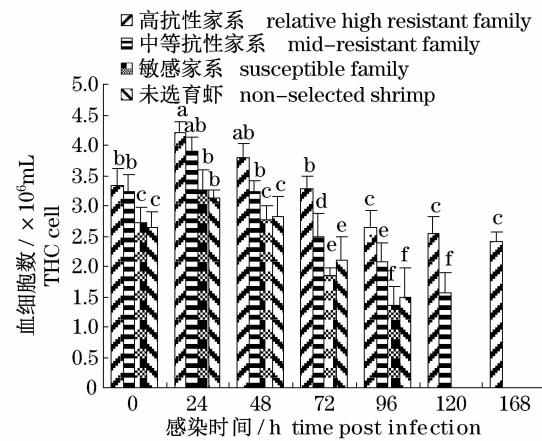 高抗性家系 relative high resistant family
中等抗性家系 mid-resistant family
敏感家系 susceptible family
未选育虾 non-selected shrimp
血细胞数/×10⁶mL
THC cell
5.0
4.5
4.0
3.5
3.0
2.5
2.0
1.5
1.0
0.5
0
b b c c
a ab b b
ab b c c
b d e e
c e f f
c f
c
0 24 48 72 96 120 168
感染时间/h time post infection